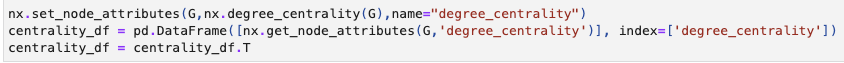 nx.set_node_attributes(G,nx.degree_centrality(G),name="degree_centrality")
centrality_df = pd.DataFrame([nx.get_node_attributes(G,'degree_centrality')], index=['degree_centrality'])
centrality_df = centrality_df.T